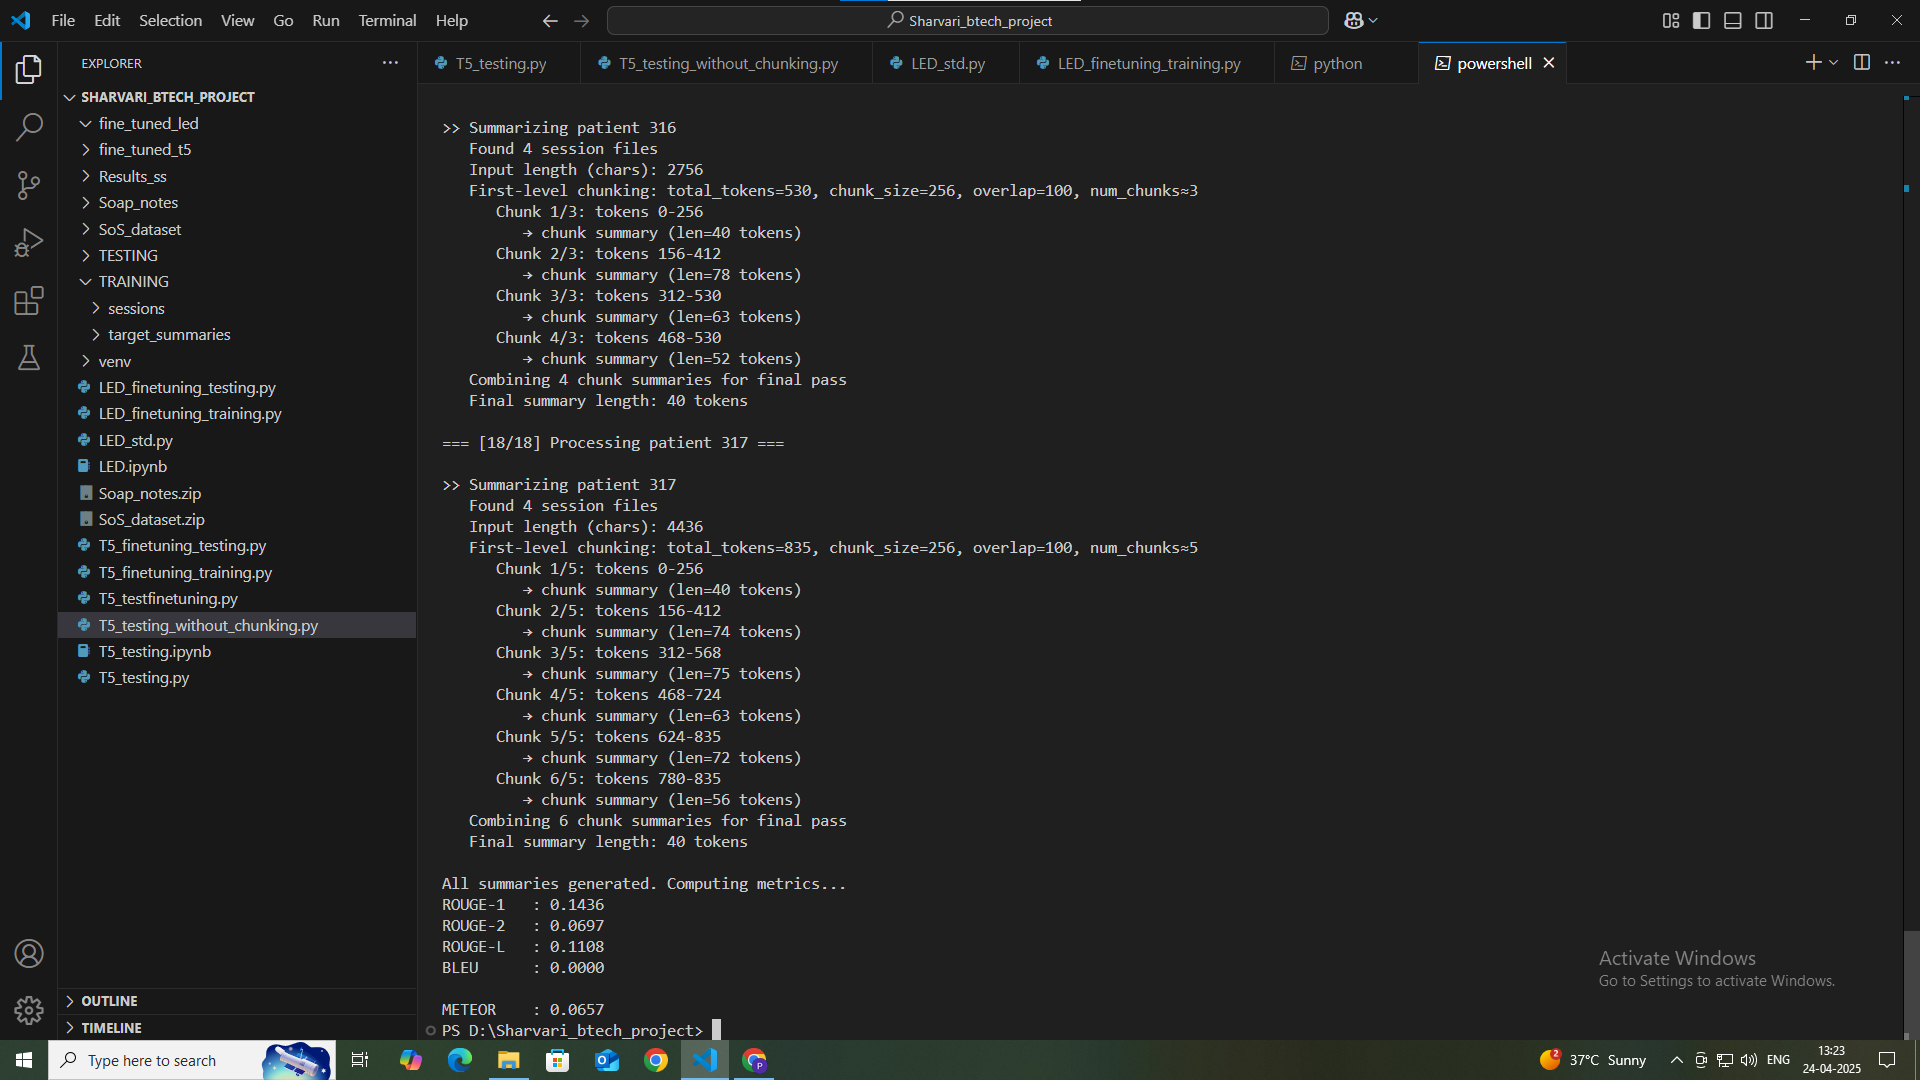 File Edit Selection View Go Run Terminal Help
Sharvari_btech_project
EXPLORER
SHARVARI_BTECH_PROJECT
fine_tuned_led
fine_tuned_t5
Results_ss
Soap_notes
SoS_dataset
TESTING
TRAINING
sessions
target_summaries
venv
LED_finetuning_testing.py
LED_finetuning_training.py
LED_std.py
LED.ipynb
Soap_notes.zip
SoS_dataset.zip
T5_finetuning_testing.py
T5_finetuning_training.py
T5_testfinetuning.py
T5_testing_without_chunking.py
T5_testing.ipynb
T5_testing.py
OUTLINE
TIMELINE
T5_testing.py T5_testing_without_chunking.py LED_std.py LED_finetuning_training.py python powershell
>> Summarizing patient 316
Found 4 session files
Input length (chars): 2756
First-level chunking: total_tokens=530, chunk_size=256, overlap=100, num_chunks≈3
Chunk 1/3: tokens 0-256
→ chunk summary (len=40 tokens)
Chunk 2/3: tokens 156-412
→ chunk summary (len=78 tokens)
Chunk 3/3: tokens 312-530
→ chunk summary (len=63 tokens)
Chunk 4/3: tokens 468-530
→ chunk summary (len=52 tokens)
Combining 4 chunk summaries for final pass
Final summary length: 40 tokens
=== [18/18] Processing patient 317 ===
>> Summarizing patient 317
Found 4 session files
Input length (chars): 4436
First-level chunking: total_tokens=835, chunk_size=256, overlap=100, num_chunks≈5
Chunk 1/5: tokens 0-256
→ chunk summary (len=40 tokens)
Chunk 2/5: tokens 156-412
→ chunk summary (len=74 tokens)
Chunk 3/5: tokens 312-568
→ chunk summary (len=75 tokens)
Chunk 4/5: tokens 468-724
→ chunk summary (len=63 tokens)
Chunk 5/5: tokens 624-835
→ chunk summary (len=72 tokens)
Chunk 6/5: tokens 780-835
→ chunk summary (len=56 tokens)
Combining 6 chunk summaries for final pass
Final summary length: 40 tokens
All summaries generated. Computing metrics...
ROUGE-1 : 0.1436
ROUGE-2 : 0.0697
ROUGE-L : 0.1108
BLEU : 0.0000
METEOR : 0.0657
PS D:\Sharvari_btech_project>
Activate Windows
Go to Settings to activate Windows.
Type here to search
P
2
37°C Sunny
ENG
13:23
24-04-2025